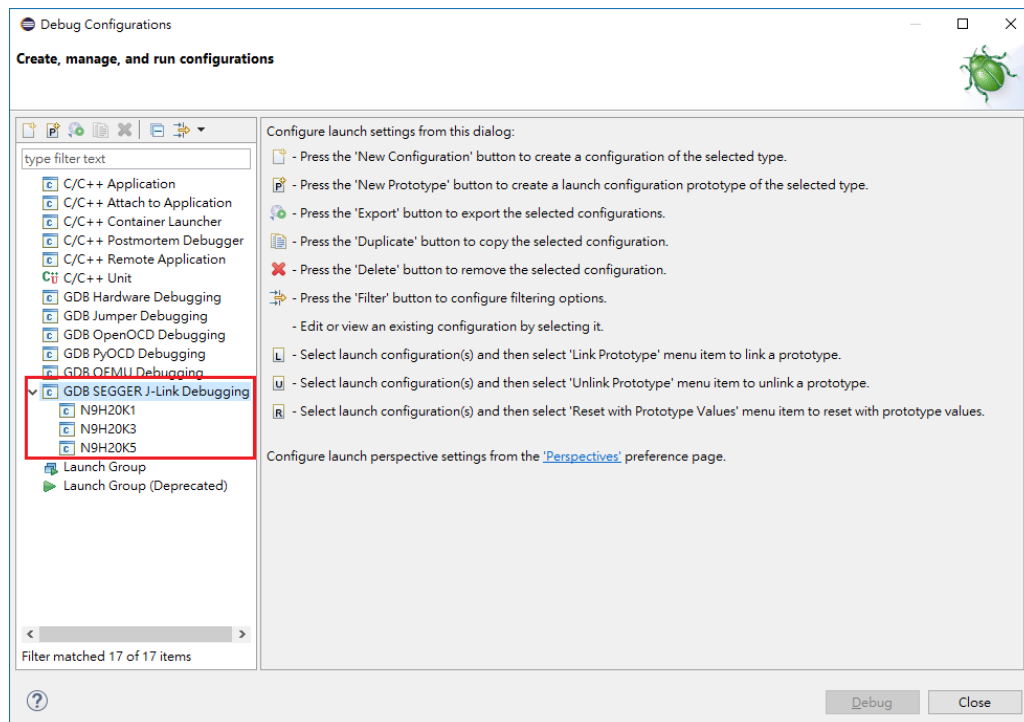 Debug Configurations
Create, manage, and run configurations
type filter text
C/C++ Application
C/C++ Attach to Application
C/C++ Container Launcher
C/C++ Postmortem Debugger
C/C++ Remote Application
C/C++ Unit
GDB Hardware Debugging
GDB Jumper Debugging
GDB OpenOCD Debugging
GDB PyOCD Debugging
GDB QEMU Debugging
GDB SEGGER J-Link Debugging
N9H20K1
N9H20K3
N9H20K5
Launch Group
Launch Group (Deprecated)
Filter matched 17 of 17 items
Configure launch settings from this dialog:
- Press the 'New Configuration' button to create a configuration of the selected type.
- Press the 'New Prototype' button to create a launch configuration prototype of the selected type.
- Press the 'Export' button to export the selected configurations.
- Press the 'Duplicate' button to copy the selected configuration.
- Press the 'Delete' button to remove the selected configuration.
- Press the 'Filter' button to configure filtering options.
- Edit or view an existing configuration by selecting it.
- Select launch configuration(s) and then select 'Link Prototype' menu item to link a prototype.
- Select launch configuration(s) and then select 'Unlink Prototype' menu item to unlink a prototype.
- Select launch configuration(s) and then select 'Reset with Prototype Values' menu item to reset with prototype values.
Configure launch perspective settings from the 'Perspectives' preference page.
Debug
Close